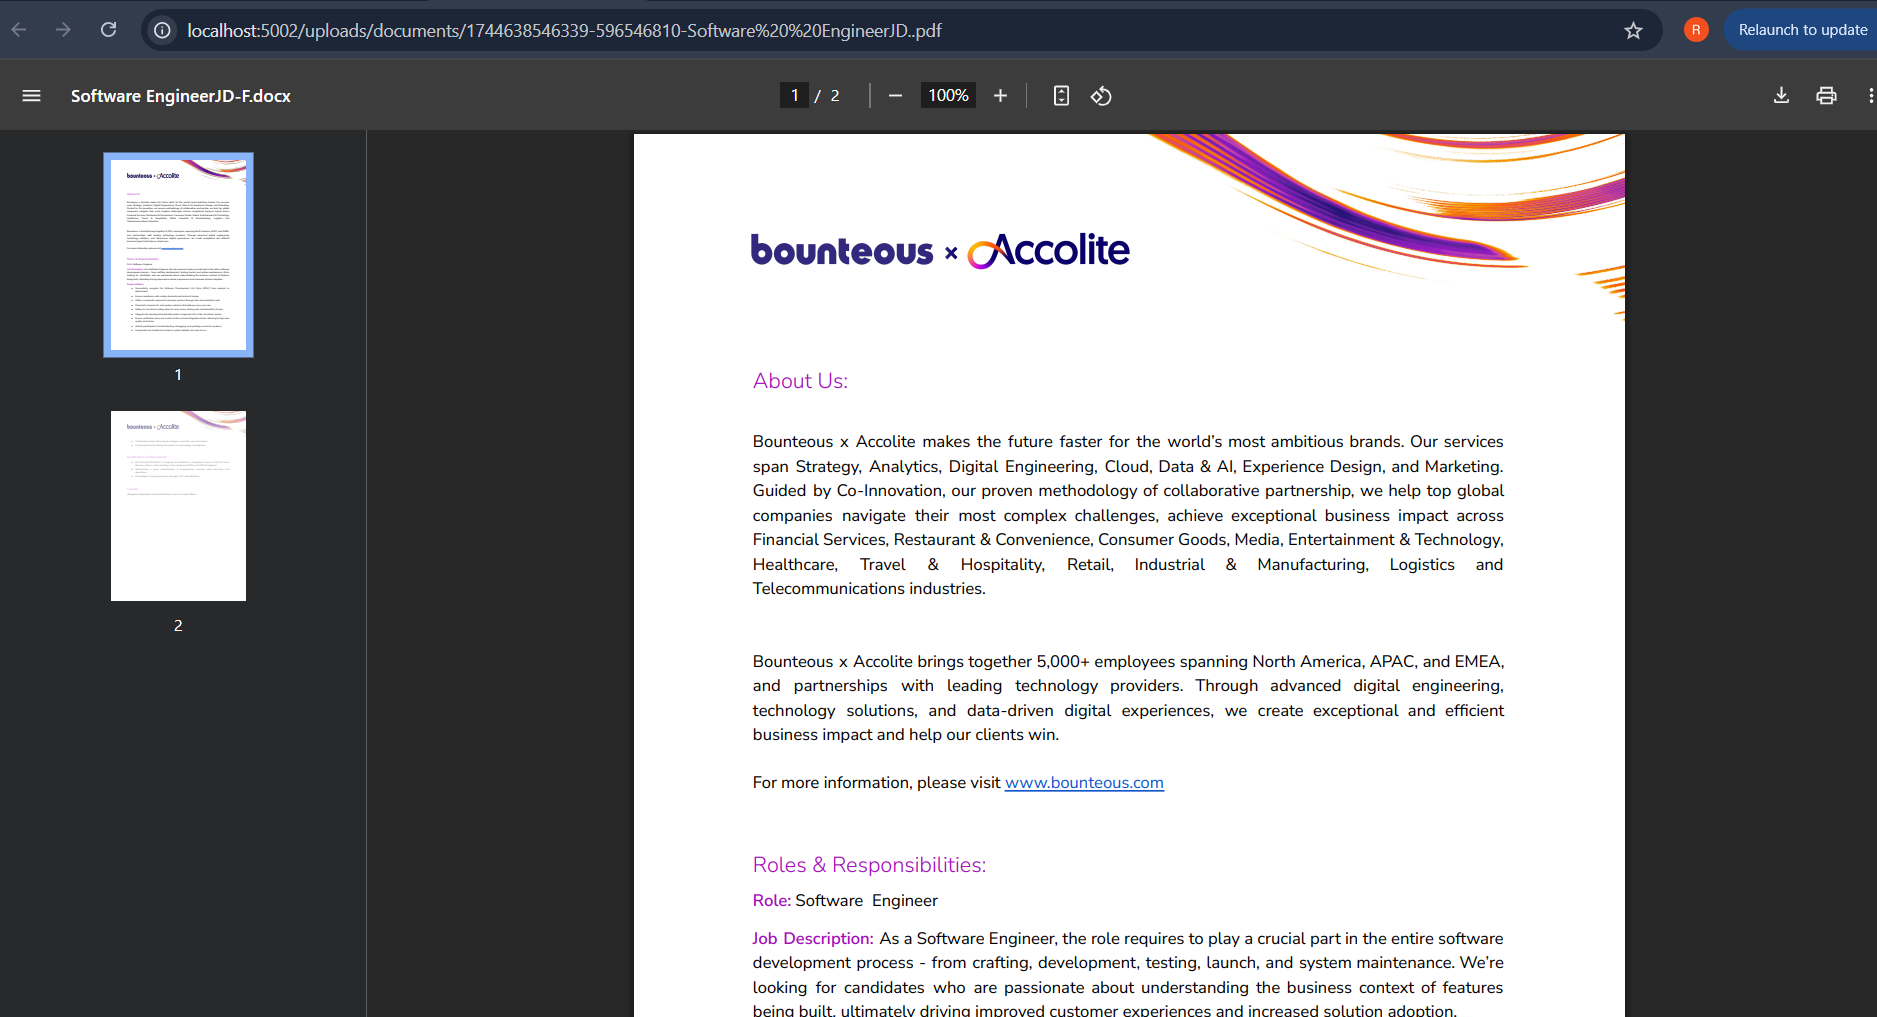 localhost:5002/uploads/documents/1744638546339-596546810-Software%20%20EngineerJD..pdf
R
Relaunch to update
Software EngineerJD-F.docx
1 / 2
100%
bounteous x Accolite
1
bounteous x Accolite
2
bounteous x Accolite
About Us:
Bounteous x Accolite makes the future faster for the world’s most ambitious brands. Our services
span Strategy, Analytics, Digital Engineering, Cloud, Data & AI, Experience Design, and Marketing.
Guided by Co-Innovation, our proven methodology of collaborative partnership, we help top global
companies navigate their most complex challenges, achieve exceptional business impact across
Financial Services, Restaurant & Convenience, Consumer Goods, Media, Entertainment & Technology,
Healthcare, Travel & Hospitality, Retail, Industrial & Manufacturing, Logistics and
Telecommunications industries.
Bounteous x Accolite brings together 5,000+ employees spanning North America, APAC, and EMEA,
and partnerships with leading technology providers. Through advanced digital engineering,
technology solutions, and data-driven digital experiences, we create exceptional and efficient
business impact and help our clients win.
For more information, please visit www.bounteous.com
Roles & Responsibilities:
Role: Software  Engineer
Job Description: As a Software Engineer, the role requires to play a crucial part in the entire software
development process - from crafting, development, testing, launch, and system maintenance. We’re
looking for candidates who are passionate about understanding the business context of features
being built, ultimately driving improved customer experiences and increased solution adoption.